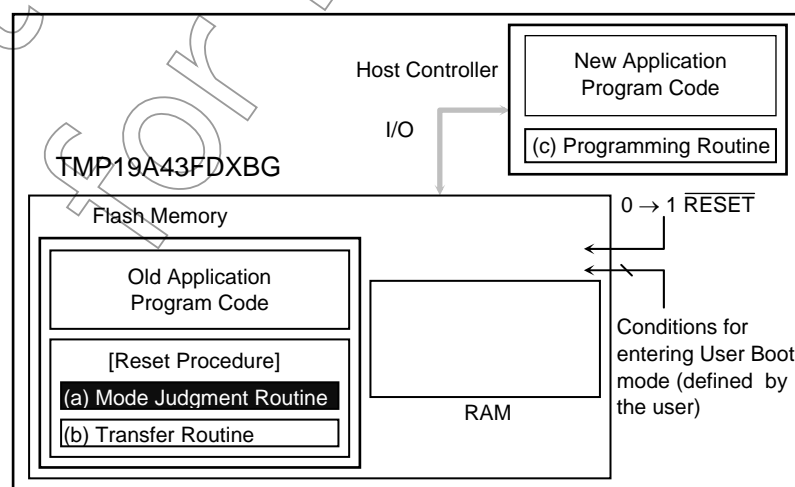 for
Host Controller
New Application
Program Code
I/O
(c) Programming Routine
TMP19A43FDXBG
Flash Memory
0 → 1 RESET
Old Application
Program Code
[Reset Procedure]
(a) Mode Judgment Routine
(b) Transfer Routine
RAM
Conditions for
entering User Boot
mode (defined by
the user)